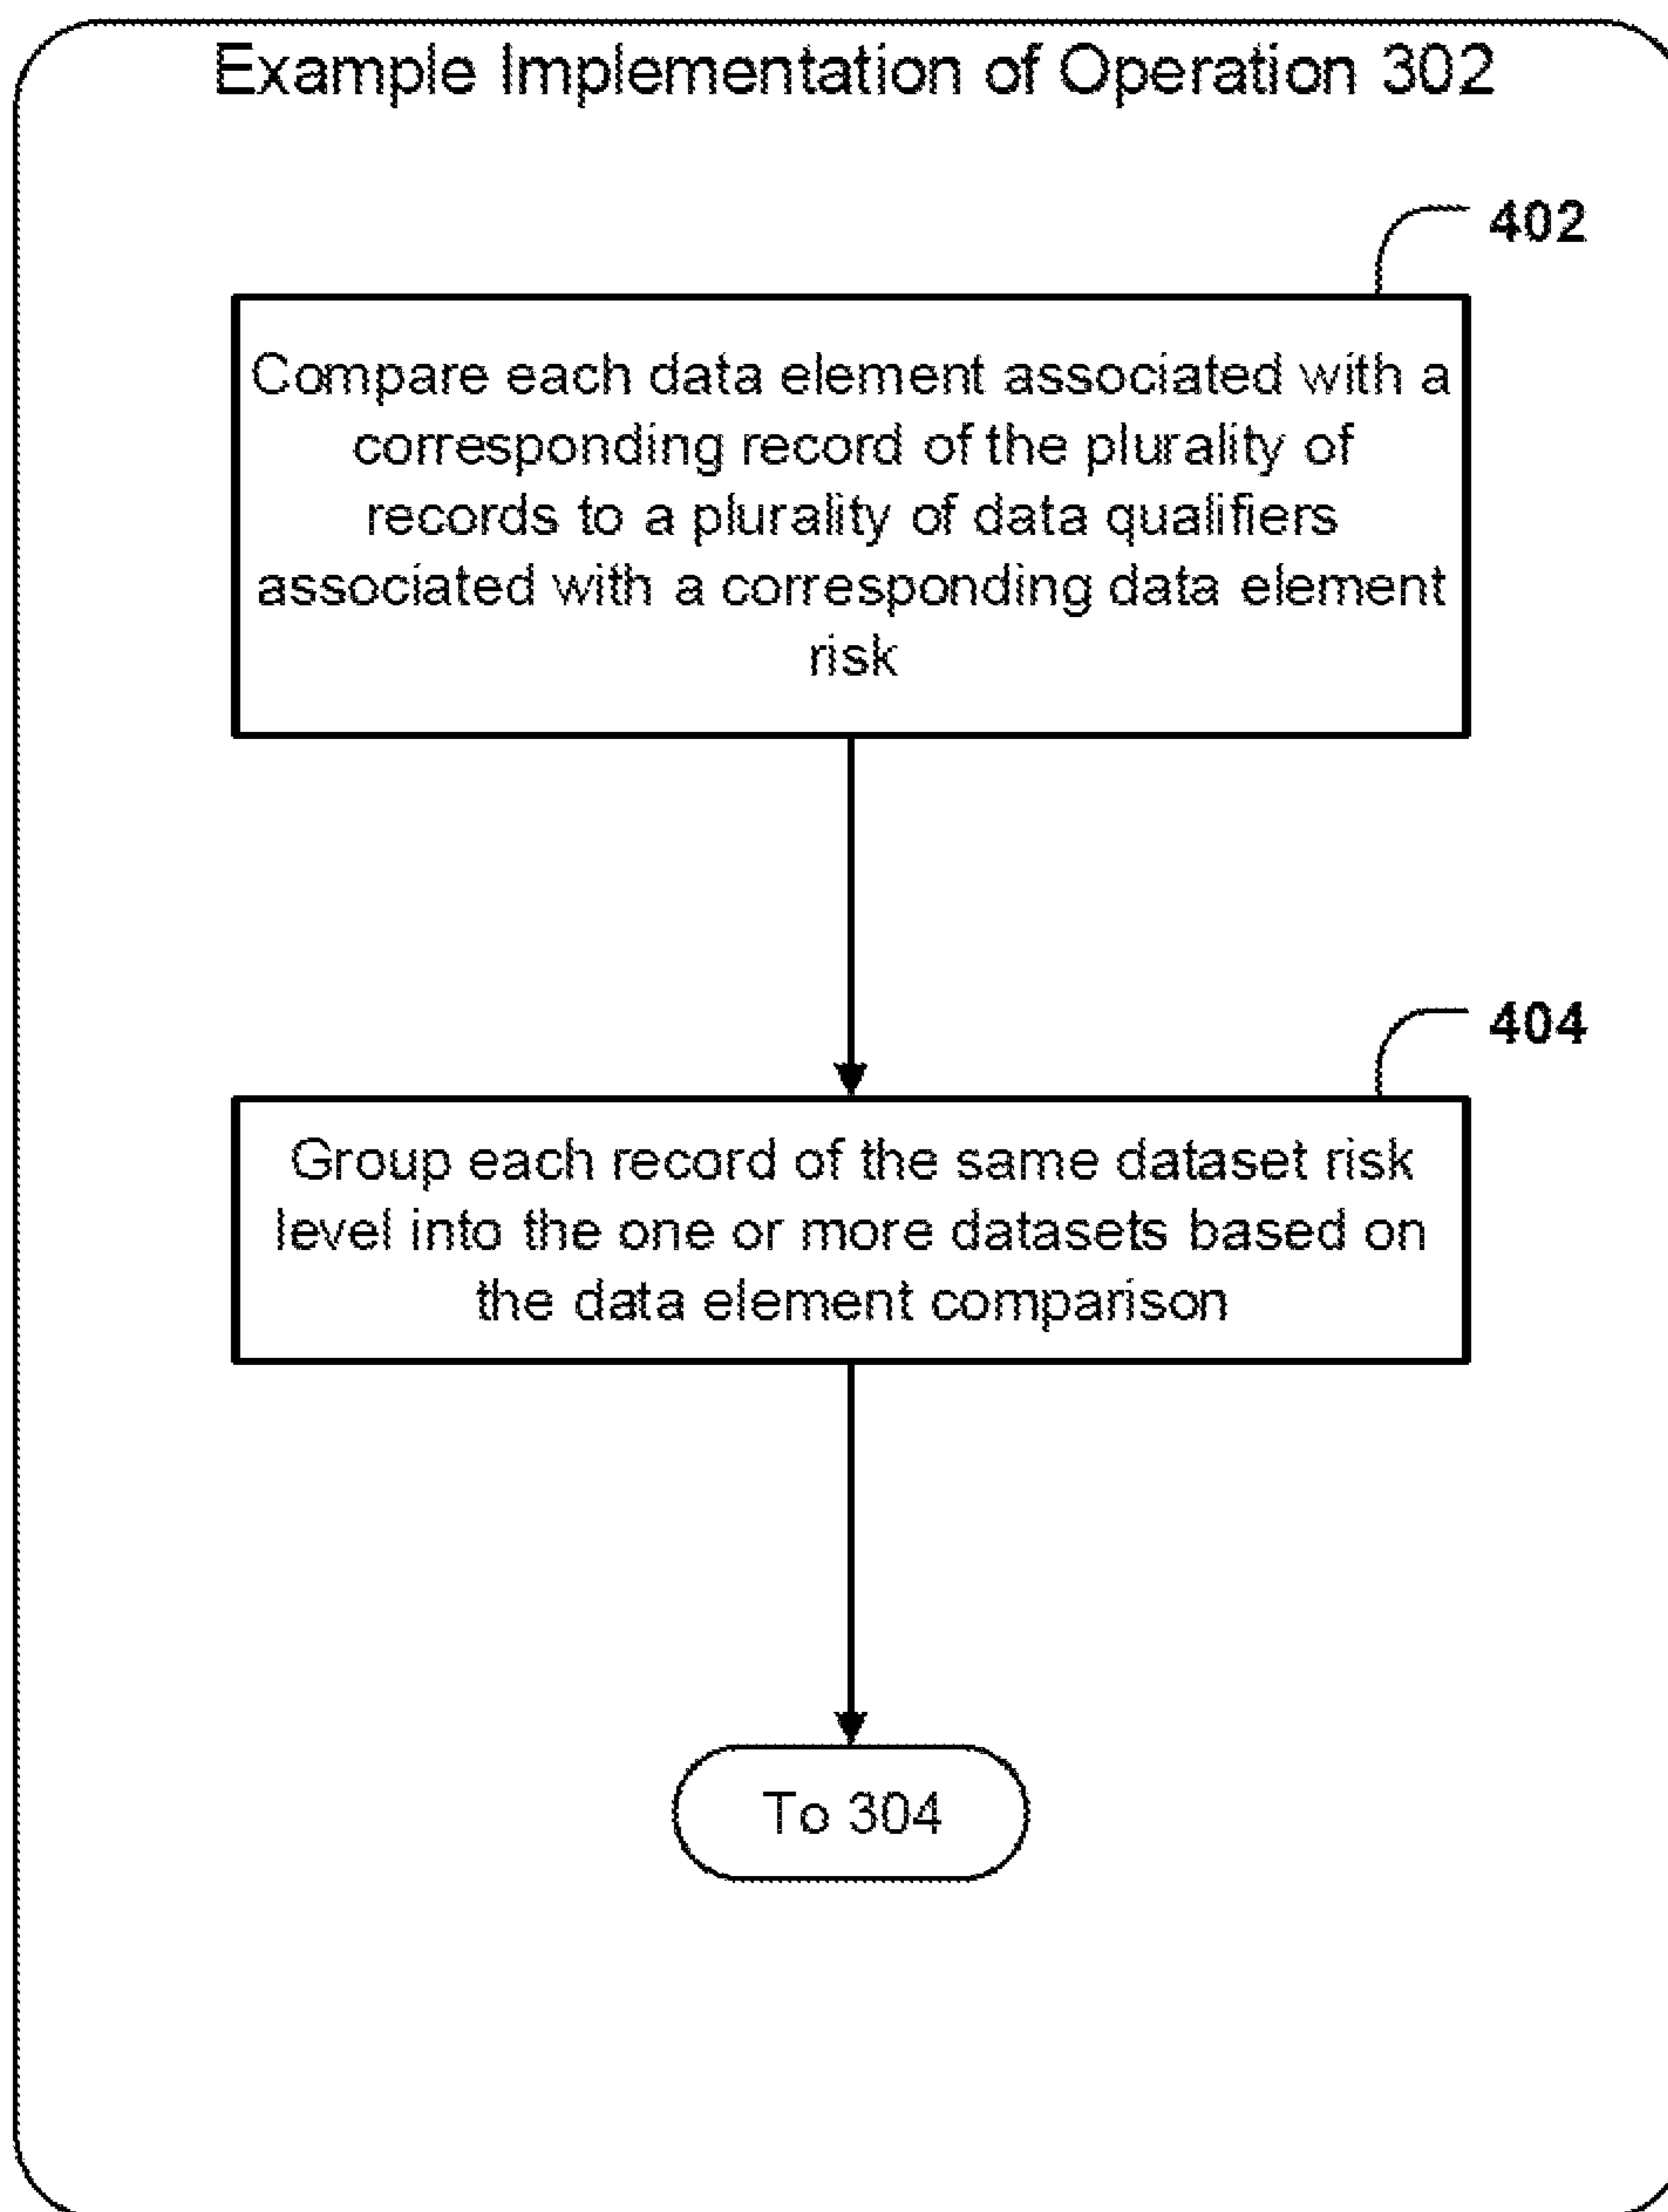 Example Implementation of Operation 302
402
Compare each data element associated with a
corresponding record of the plurality of
records to a plurality of data qualifiers
associated with a corresponding data element
risk
404
Group each record of the same dataset risk
level into the one or more datasets based on
the data element comparison
To 304